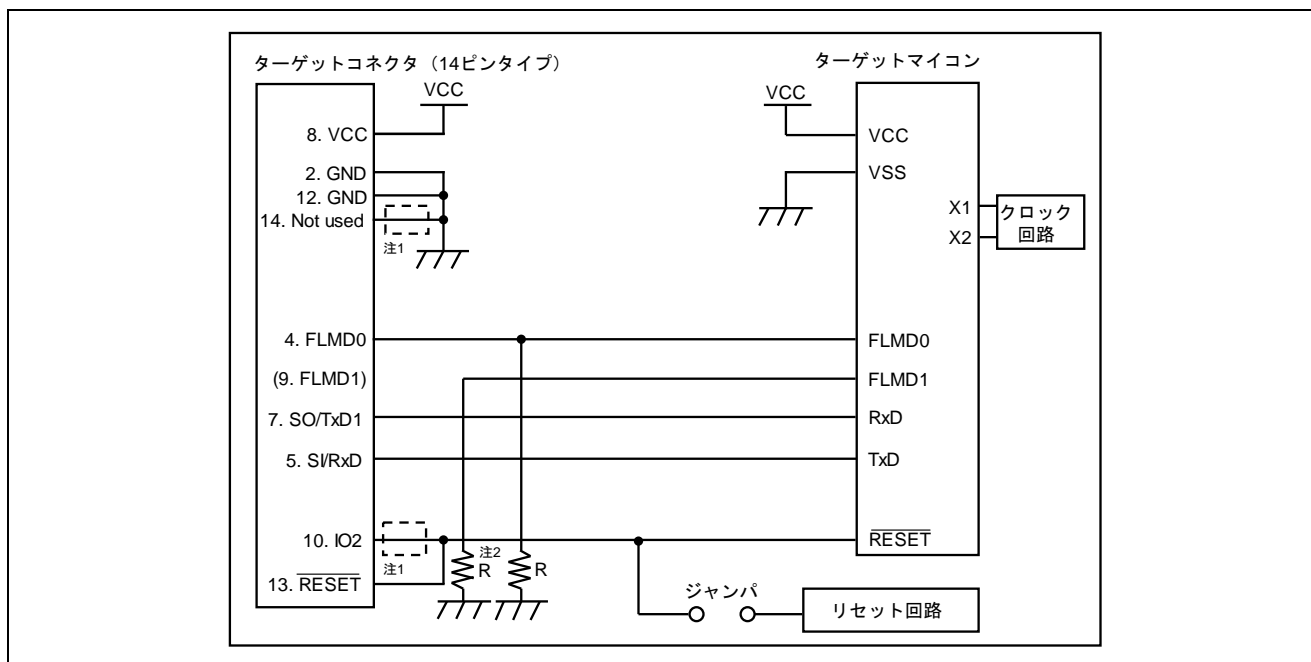 ターゲットコネクタ（14ピンタイプ）
VCC
8. VCC
2. GND
12. GND
14. Not used
注1
4. FLMD0
(9. FLMD1)
7. SO/TxD1
5. SI/RxD
10. IO2
注1
13. RESET
注2
R
R
ターゲットマイコン
VCC
VCC
VSS
X1
X2
クロック
回路
FLMD0
FLMD1
RxD
TxD
RESET
ジャンパ
リセット回路